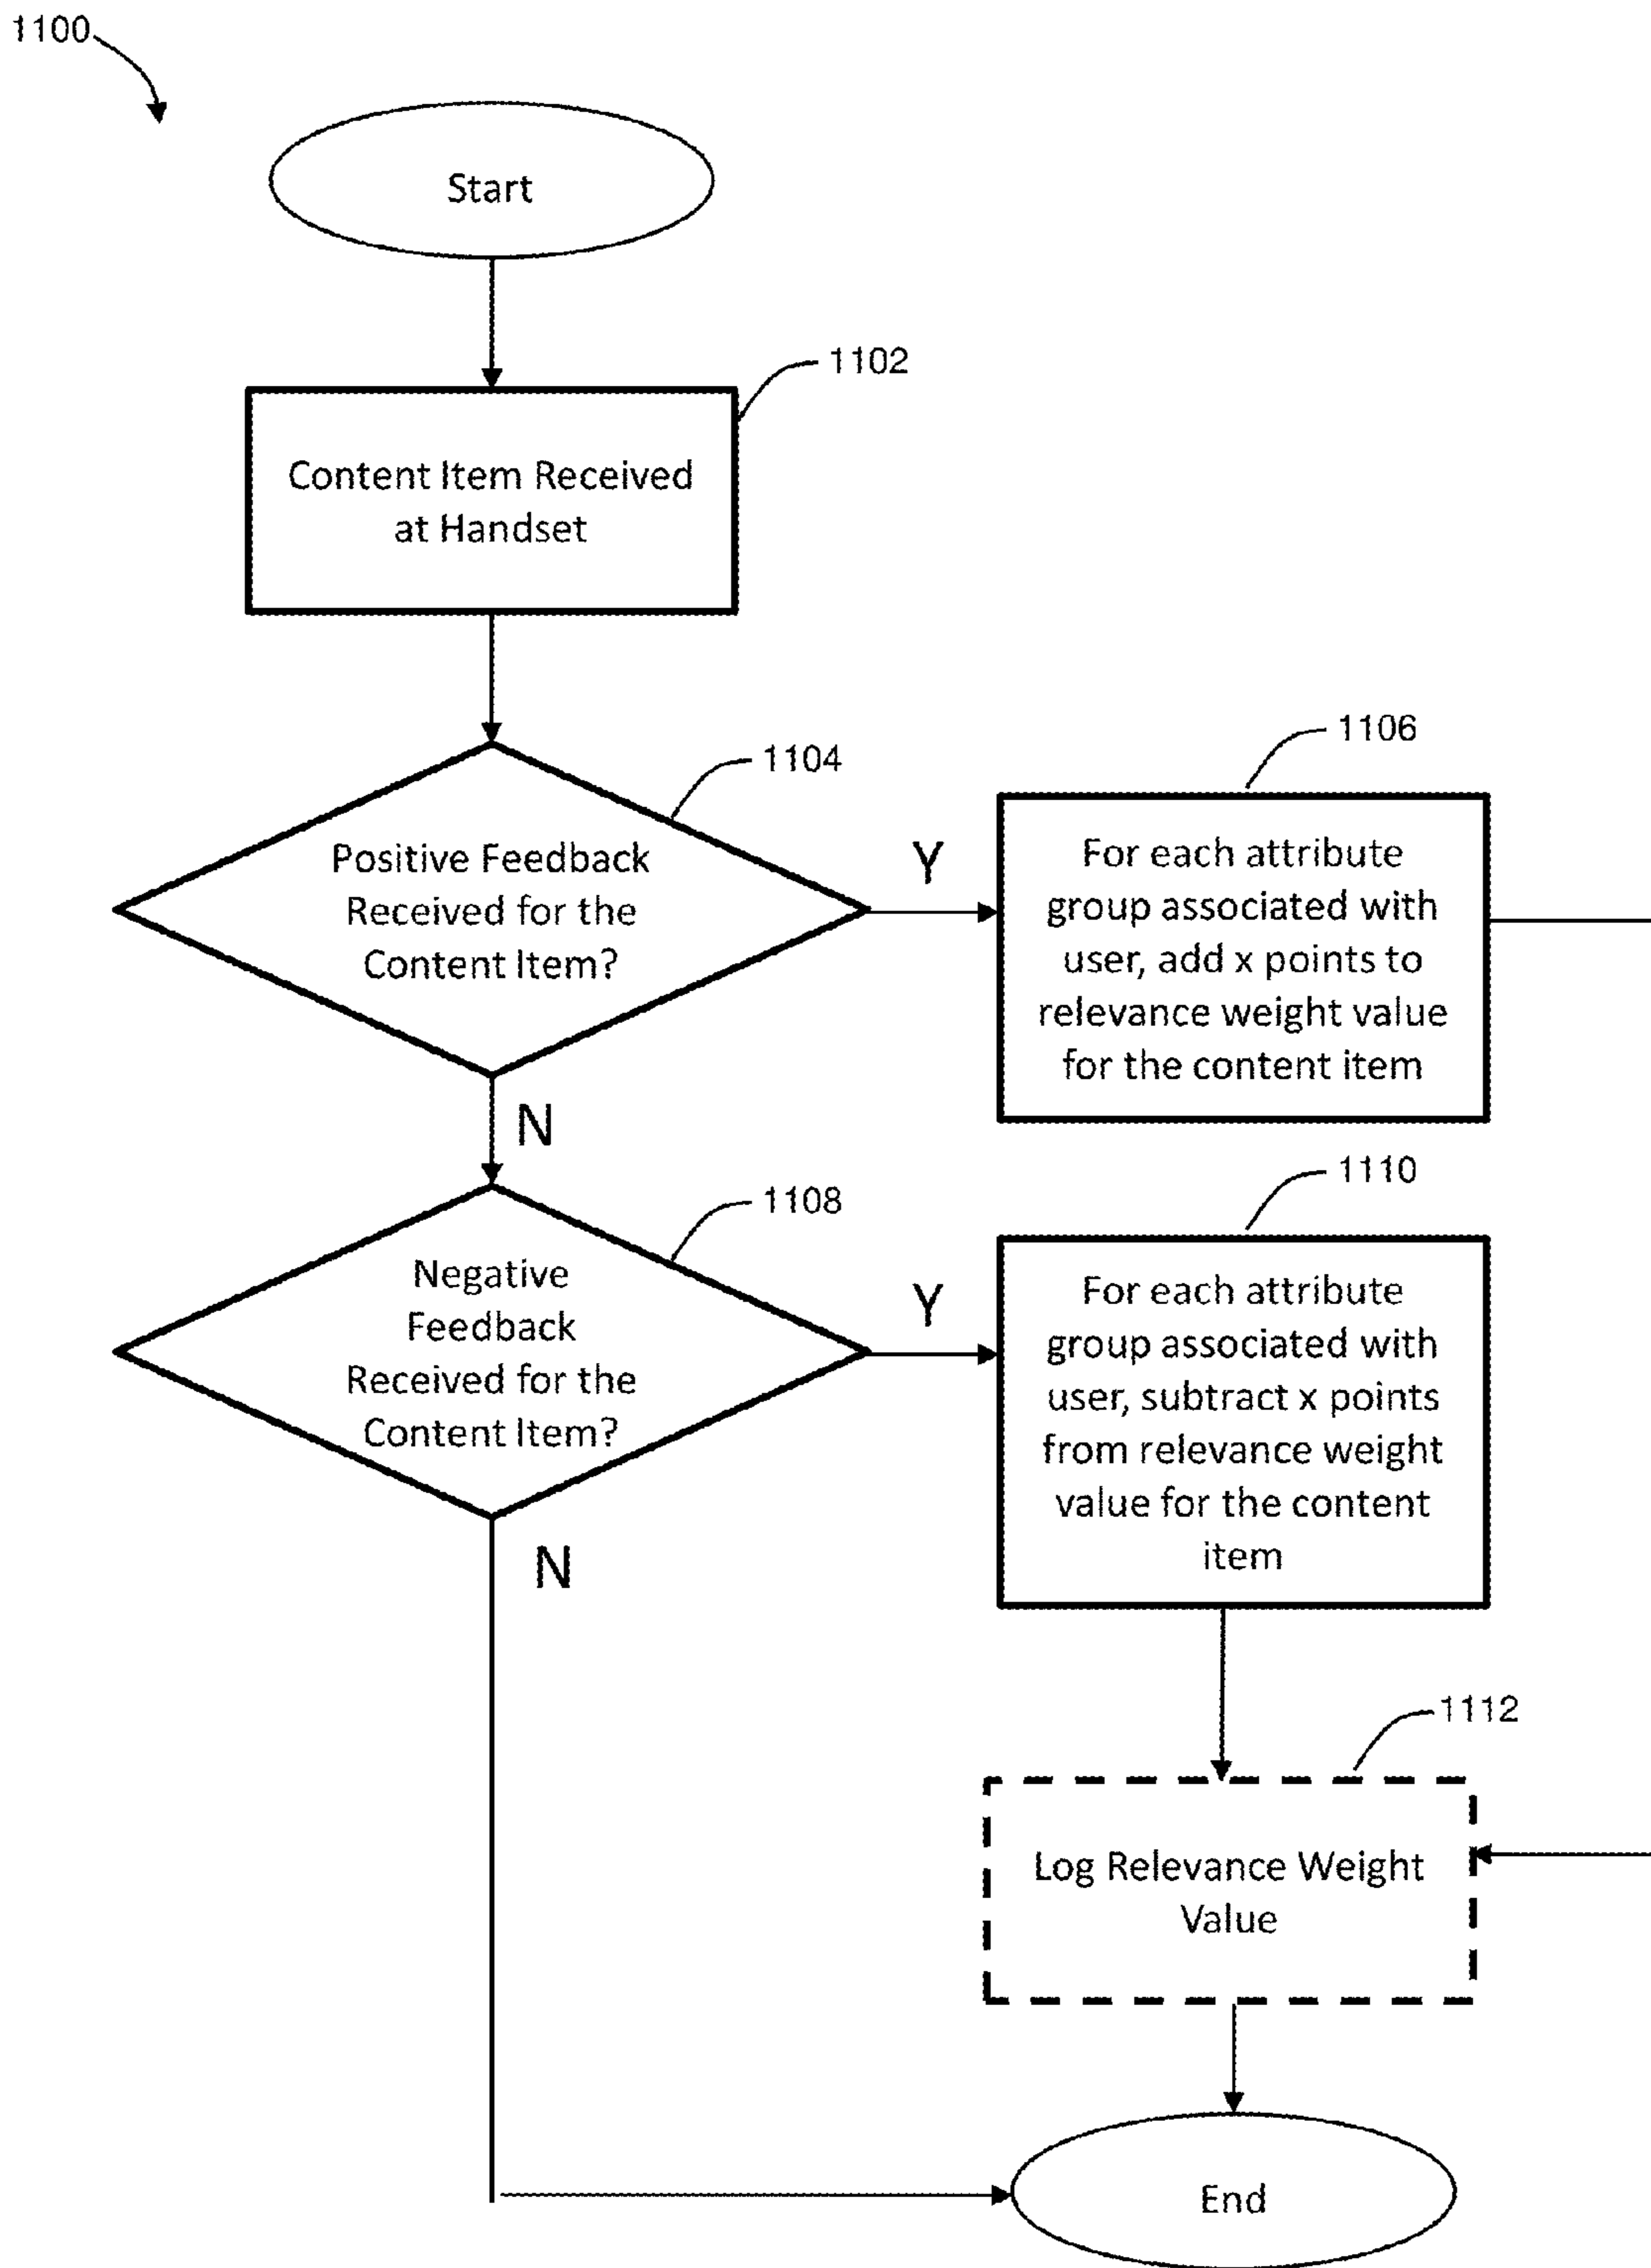 1100
Start
1102
Content Item Received
at Handset
1104
Positive Feedback
Received for the
Content Item?
Y
1106
For each attribute
group associated with
user, add x points to
relevance weight value
for the content item
N
1108
Negative
Feedback
Received for the
Content Item?
Y
1110
For each attribute
group associated with
user, subtract x points
from relevance weight
value for the content
item
N
1112
Log Relevance Weight
Value
End